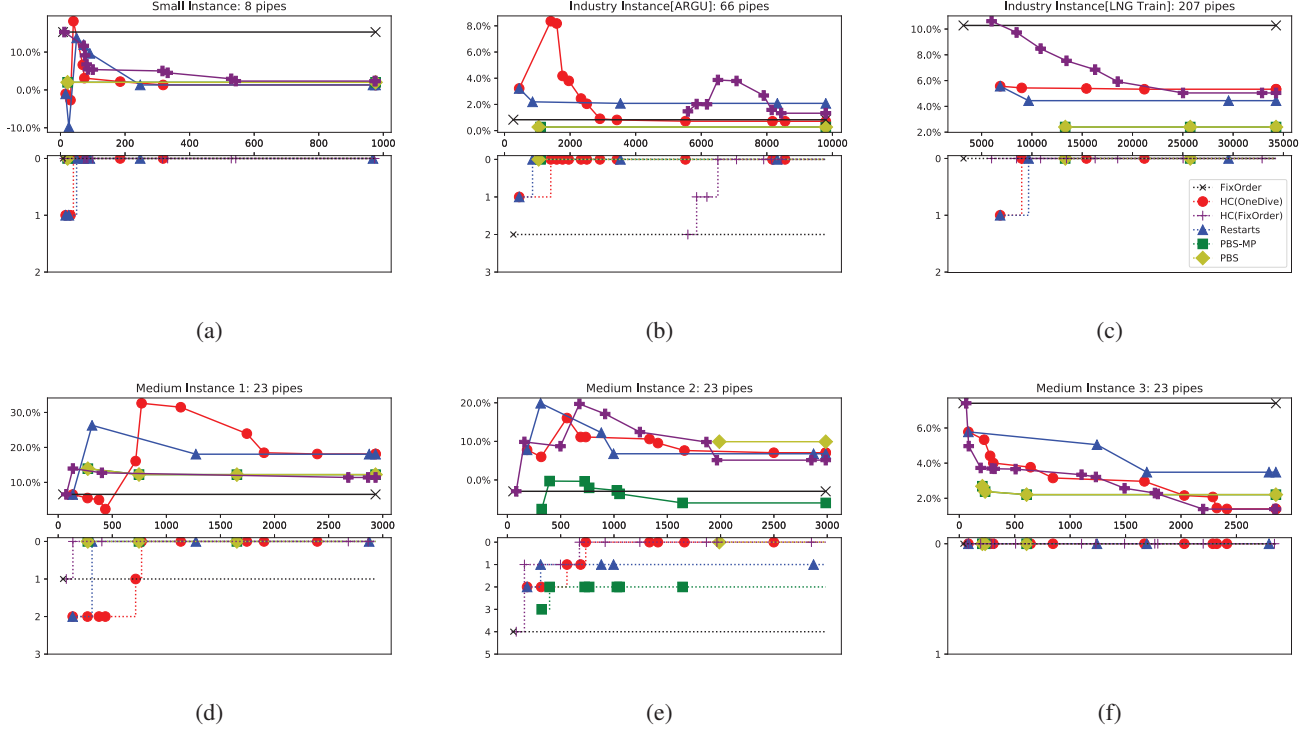 Small Instance: 8 pipes
10.0%
0.0%
-10.0%
0 200 400 600 800 1000
0
1
2
(a)
Industry Instance[ARGU]: 66 pipes
8.0%
6.0%
4.0%
2.0%
0.0%
0 2000 4000 6000 8000 10000
0
1
2
3
(b)
Industry Instance[LNG Train]: 207 pipes
10.0%
8.0%
6.0%
4.0%
2.0%
5000 10000 15000 20000 25000 30000 35000
0
1
2
FixOrder
HC(OneDive)
HC(FixOrder)
Restarts
PBS-MP
PBS
(c)
Medium Instance 1: 23 pipes
30,0%
20.0%
10.0%
0 500 1000 1500 2000 2500 3000
0
1
2
3
(d)
Medium Instance 2: 23 pipes
20.0%
10.0%
0.0%
0 500 1000 1500 2000 2500 3000
0
1
2
3
4
5
(e)
Medium Instance 3: 23 pipes
6.0%
4.0%
2.0%
0 500 1000 1500 2000 2500
0
1
(f)